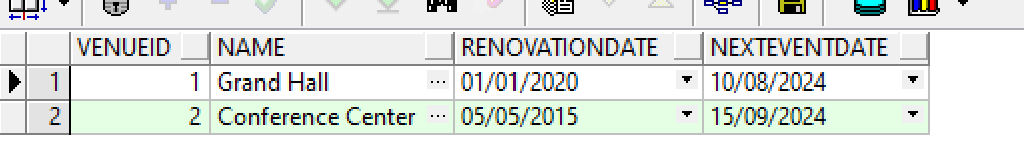 VENUEID NAME RENOVATIONDATE NEXTEVENTDATE
1 1 Grand Hall ... 01/01/2020 10/08/2024
2 2 Conference Center ... 05/05/2015 15/09/2024